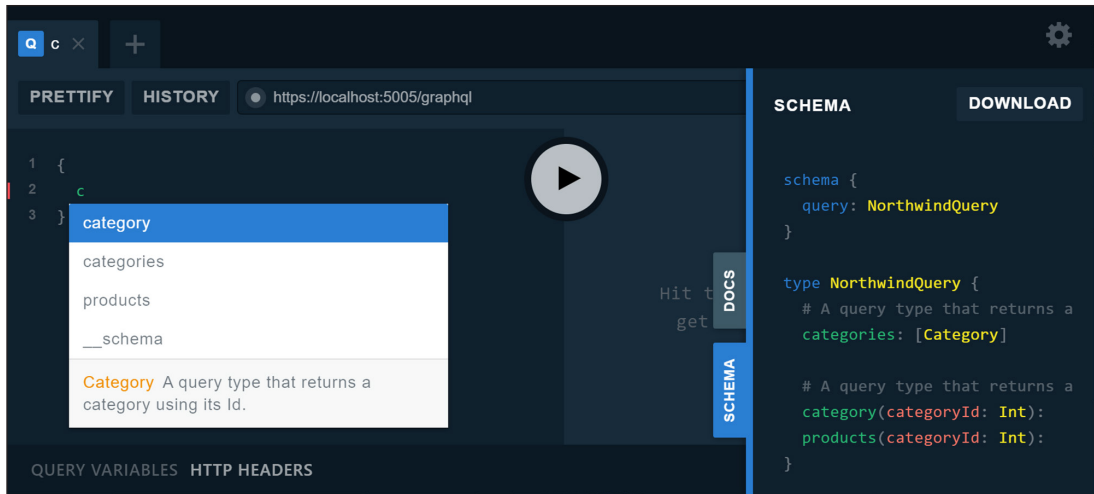 Q c ×
PRETTIFY HISTORY https://localhost:5005/graphql
1 {
2 c
3 }
category
categories
products
__schema
Category A query type that returns a
category using its Id.
Hit t
get
DOCS
SCHEMA
QUERY VARIABLES HTTP HEADERS
SCHEMA DOWNLOAD
schema {
query: NorthwindQuery
}
type NorthwindQuery {
# A query type that returns a
categories: [Category]
# A query type that returns a
category(categoryId: Int):
products(categoryId: Int):
}